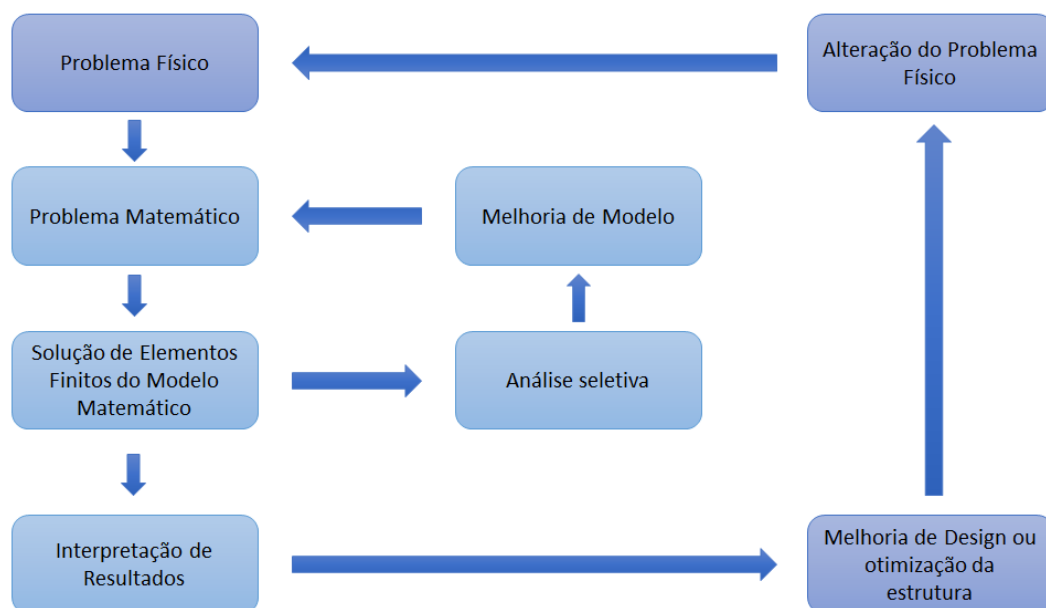 Problema Físico
Alteração do Problema
Físico
Problema Matemático
Melhoria de Modelo
Solução de Elementos
Finitos do Modelo
Matemático
Análise seletiva
Interpretação de
Resultados
Melhoria de Design ou
otimização da
estrutura